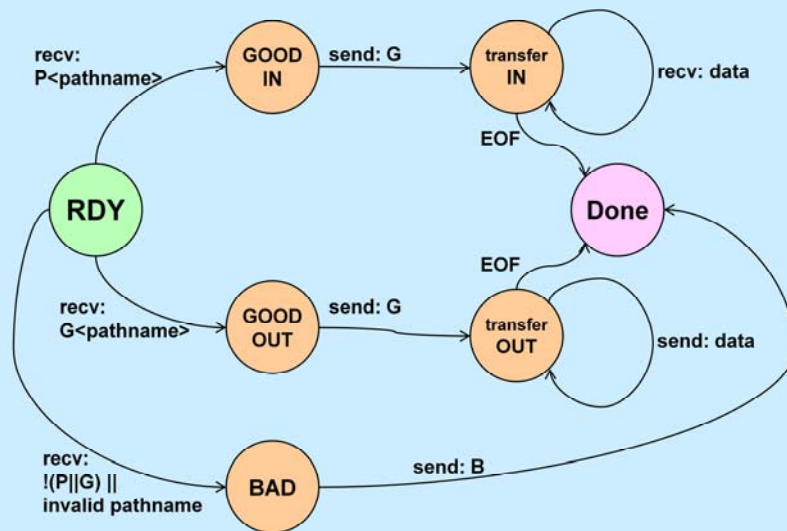 recv:
P<pathname>
GOOD
IN
send: G
transfer
IN
recv: data
EOF
RDY
Done
recv:
G<pathname>
GOOD
OUT
send: G
EOF
transfer
OUT
send: data
recv:
!(P||G) ||
invalid pathname
BAD
send: B